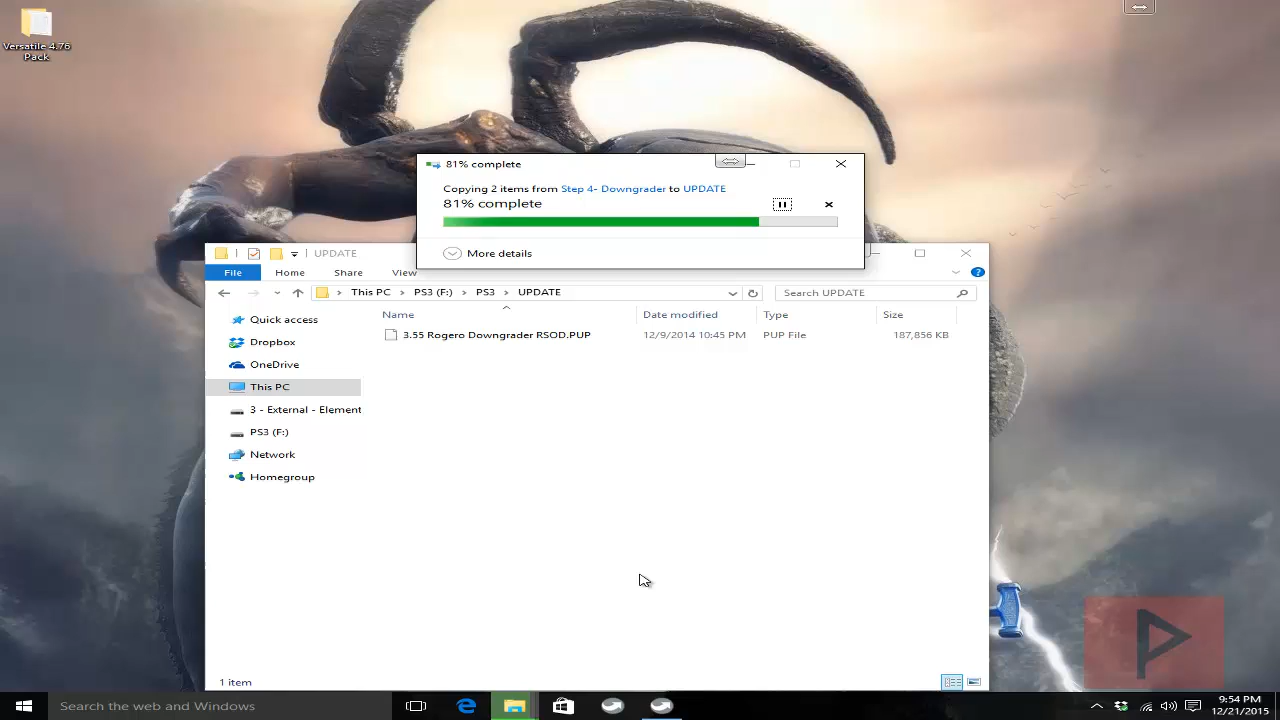 Versatile 4.76
Pack
81% complete
Copying 2 items from Step 4- Downgrader to UPDATE
81% complete
More details
UPDATE
File Home Share View
This PC PS3 (F:) PS3 UPDATE Search UPDATE
Name Date modified Type Size
3.55 Rogero Downgrader RSOD.PUP 12/9/2014 10:45 PM PUP File 187,856 KB
Quick access
Dropbox
OneDrive
This PC
3 - External - Element
PS3 (F:)
Network
Homegroup
1 item
Search the web and Windows
9:54 PM
12/21/2015